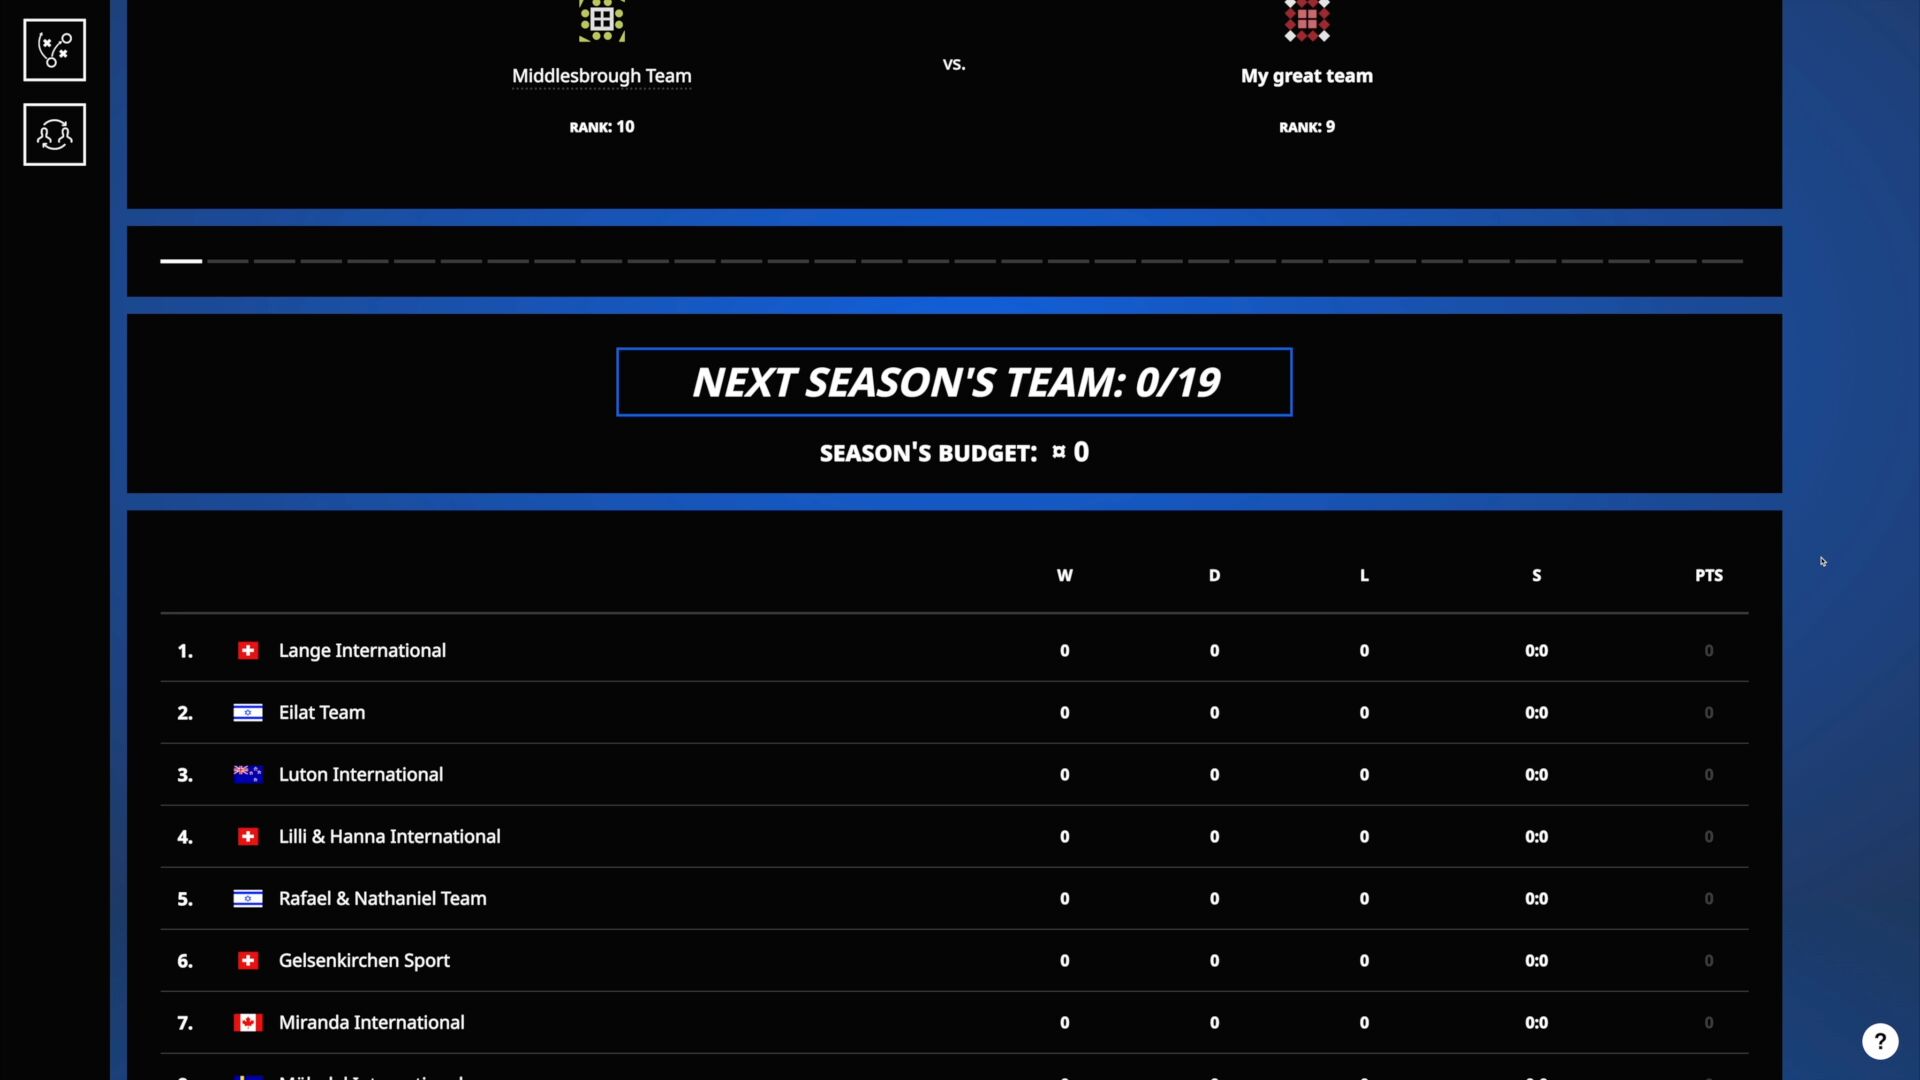 Middlesbrough Team
RANK: 10
VS.
My great team
RANK: 9
NEXT SEASON'S TEAM: 0/19
SEASON'S BUDGET: ¤ 0
W D L S PTS
1. Lange International 0 0 0 0:0 0
2. Eilat Team 0 0 0 0:0 0
3. Luton International 0 0 0 0:0 0
4. Lilli & Hanna International 0 0 0 0:0 0
5. Rafael & Nathaniel Team 0 0 0 0:0 0
6. Gelsenkirchen Sport 0 0 0 0:0 0
7. Miranda International 0 0 0 0:0 0
?